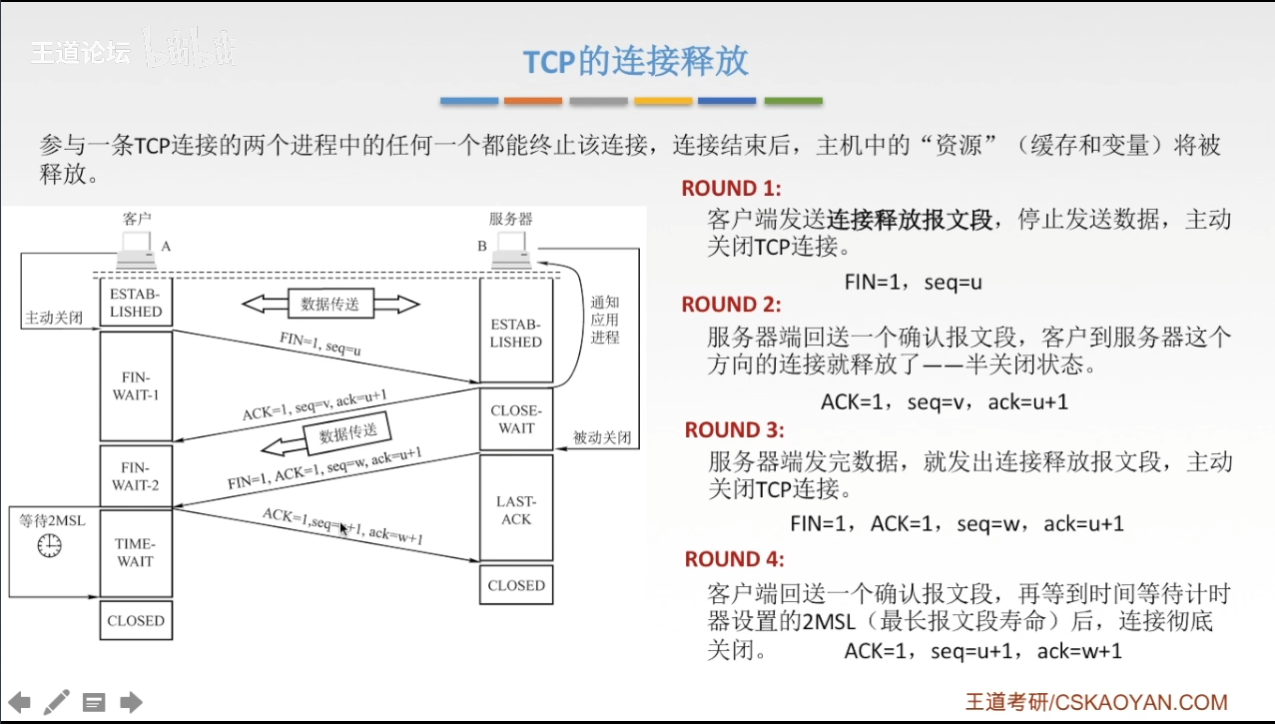 王道论坛
TCP的连接释放
参与一条TCP连接的两个进程中的任何一个都能终止该连接，连接结束后，主机中的“资源”（缓存和变量）将被
释放。
客户
A
服务器
B
主动关闭
ESTAB-
LISHED
数据传送
ESTAB-
LISHED
通知
应用
进程
FIN=1, seq=u
FIN-
WAIT-1
ACK=1, seq=v, ack=u+1
CLOSE-
WAIT
数据传送
被动关闭
FIN-
WAIT-2
FIN=1, ACK=1, seq=w, ack=u+1
LAST-
ACK
ACK=1,seq=u+1, ack=w+1
等待2MSL
TIME-
WAIT
CLOSED
CLOSED
ROUND 1:
客户端发送连接释放报文段，停止发送数据，主动
关闭TCP连接。
FIN=1，seq=u
ROUND 2:
服务器端回送一个确认报文段，客户到服务器这个
方向的连接就释放了——半关闭状态。
ACK=1，seq=v，ack=u+1
ROUND 3:
服务器端发完数据，就发出连接释放报文段，主动
关闭TCP连接。
FIN=1，ACK=1，seq=w，ack=u+1
ROUND 4:
客户端回送一个确认报文段，再等到时间等待计时
器设置的2MSL（最长报文段寿命）后，连接彻底
关闭。 ACK=1，seq=u+1，ack=w+1
王道考研/CSKAOYAN.COM